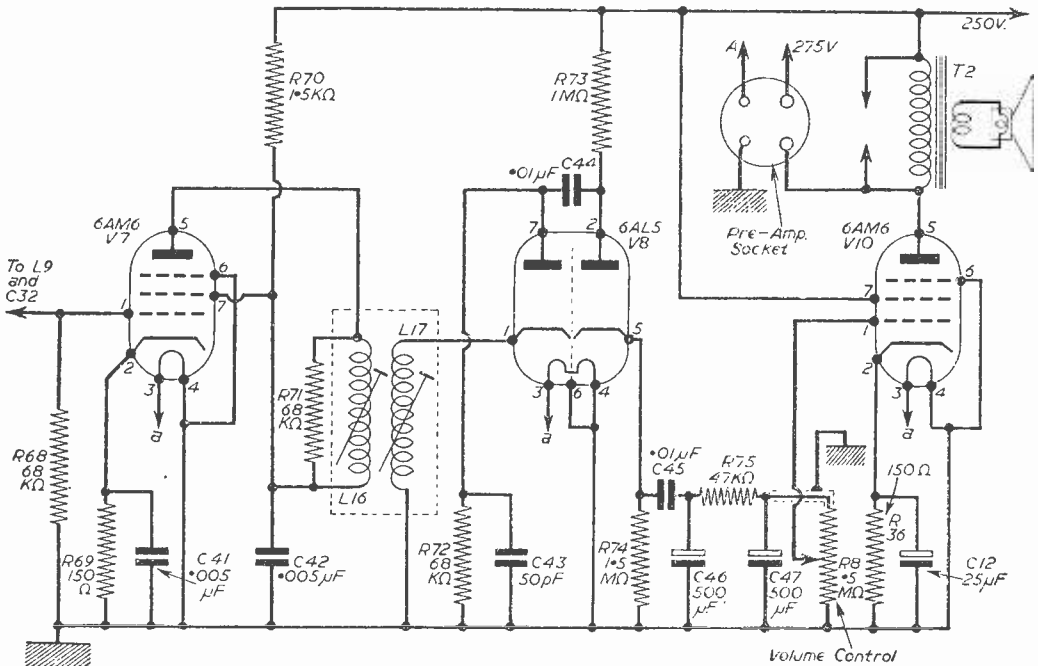 250V.
A
275V
T2
R70
1·5KΩ
R73
1MΩ
C44
·01μF
6AM6
V7
5
6
7
To L9
and
C32
1
2
3
4
a
7
2
6AL5
V8
1
5
3
6
4
a
Pre-Amp.
Socket
6AM6
V10
5
6
7
1
2
3
4
a
L17
R71
68
KΩ
L16
R68
68
KΩ
R69
150
Ω
C41
·005
μF
C42
·005μF
R72
68
KΩ
C43
50pF
R74
1·5
MΩ
·01μF
C45
R75
47KΩ
C46
500
μF
C47
500
μF
R8
·5
MΩ
Volume Control
150Ω
R
36
C12
25μF